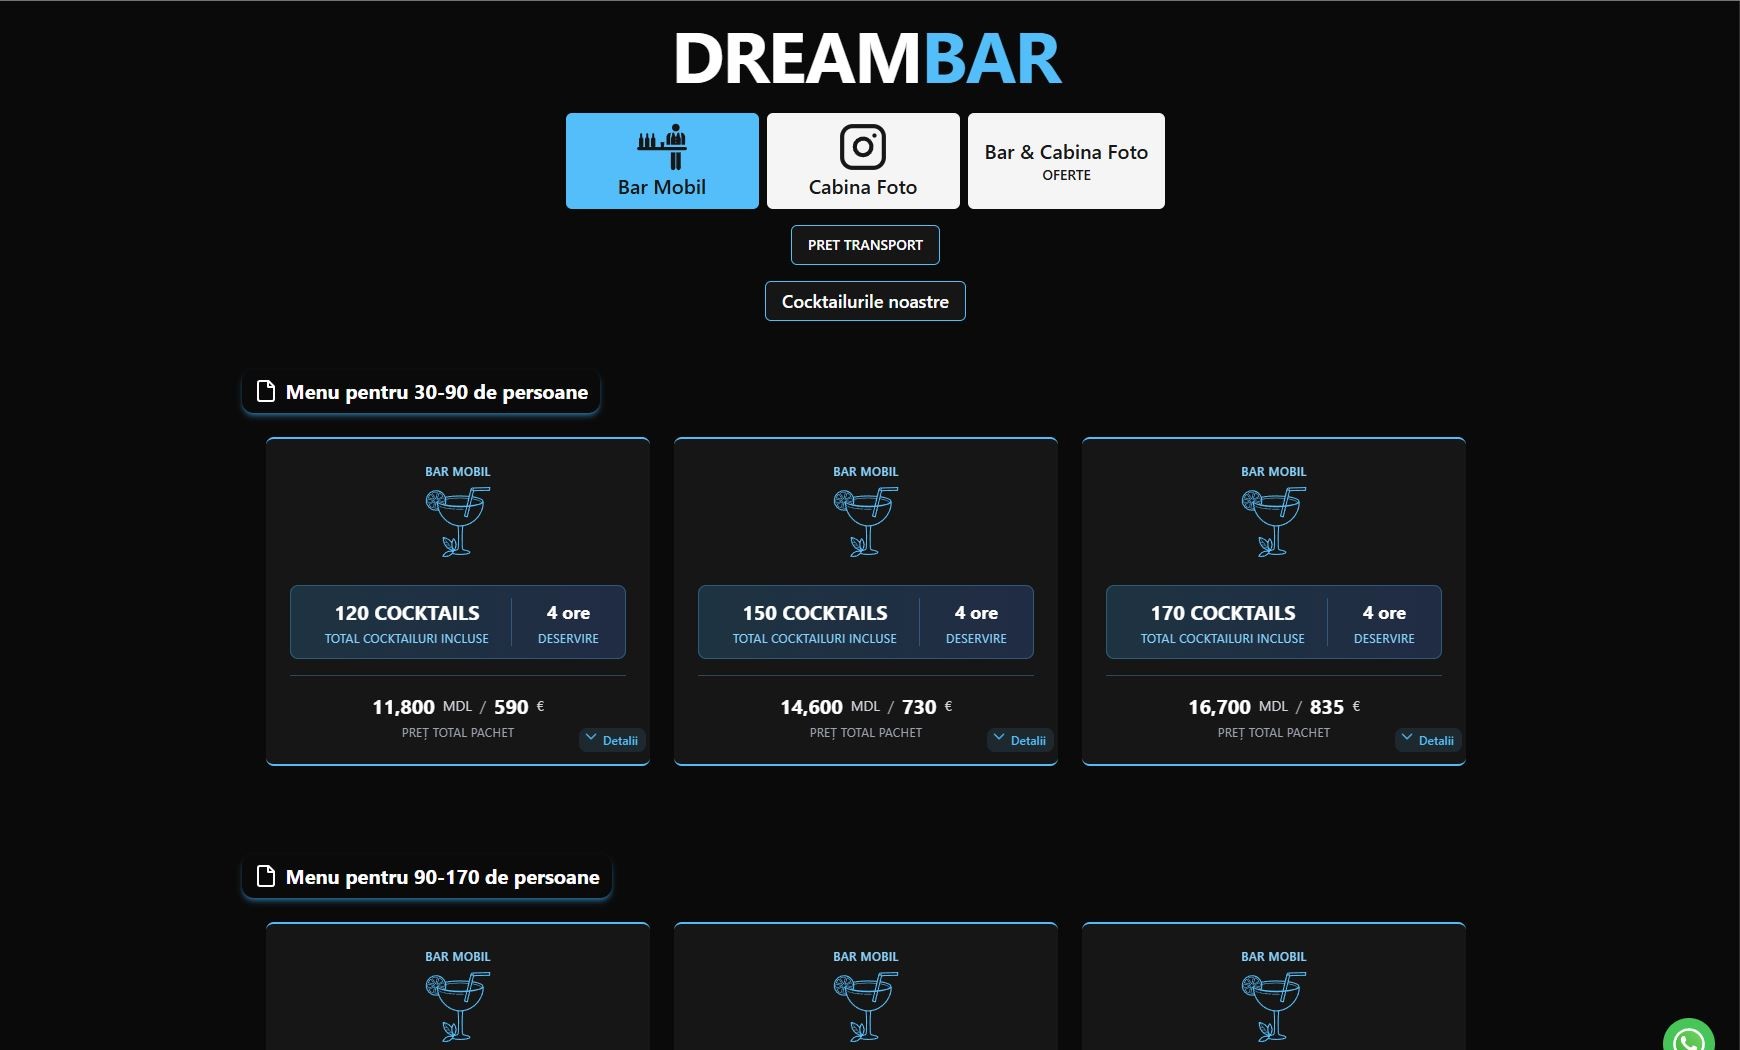 DREAMBAR
Bar Mobil
Cabina Foto
Bar & Cabina Foto
OFERTE
PRET TRANSPORT
Cocktailurile noastre
Menu pentru 30-90 de persoane
BAR MOBIL
120 COCKTAILS
TOTAL COCKTAILURI INCLUSE
4 ore
DESERVIRE
11,800 MDL / 590 €
PREȚ TOTAL PACHET
Detalii
BAR MOBIL
150 COCKTAILS
TOTAL COCKTAILURI INCLUSE
4 ore
DESERVIRE
14,600 MDL / 730 €
PREȚ TOTAL PACHET
Detalii
BAR MOBIL
170 COCKTAILS
TOTAL COCKTAILURI INCLUSE
4 ore
DESERVIRE
16,700 MDL / 835 €
PREȚ TOTAL PACHET
Detalii
Menu pentru 90-170 de persoane
BAR MOBIL
BAR MOBIL
BAR MOBIL